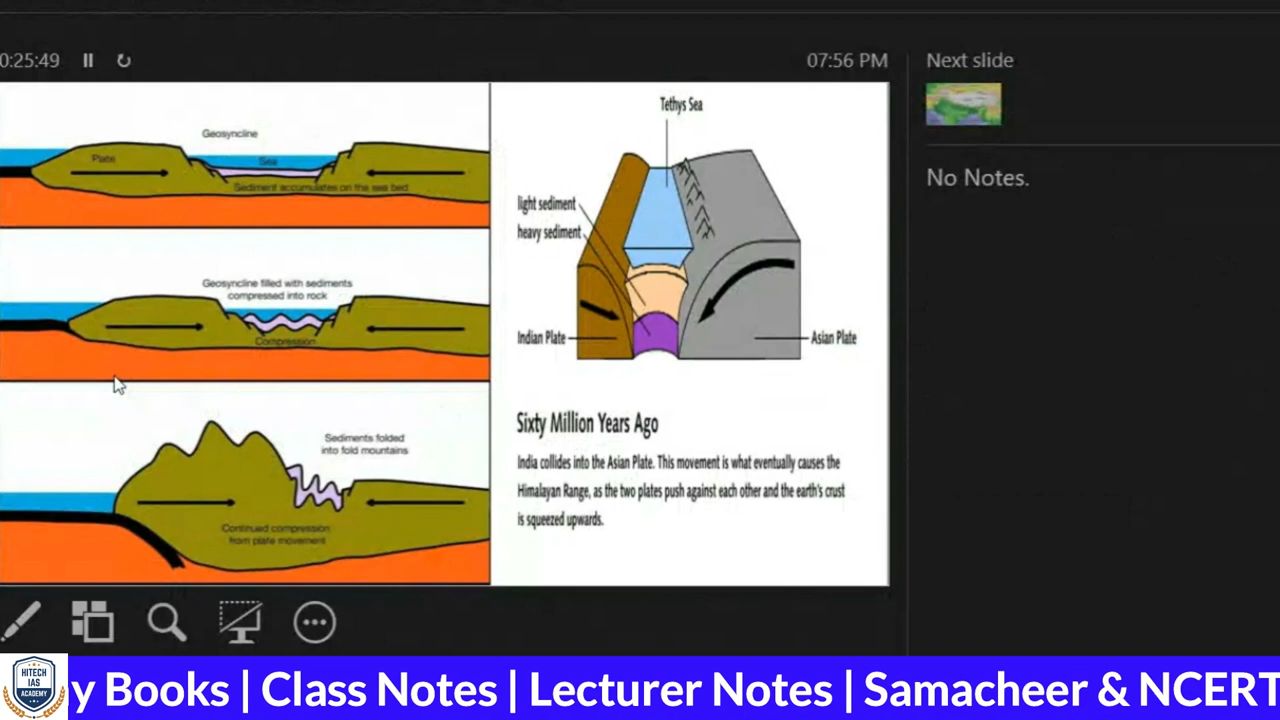 0:25:49
07:56 PM
Next slide
No Notes.
Geosyncline
Plate
Sea
Sediment accumulates on the sea bed
Geosyncline filled with sediments
compressed into rock
Compression
Sediments folded
into fold mountains
Continued compression
from plate movement
Tethys Sea
light sediment
heavy sediment
Indian Plate
Asian Plate
Sixty Million Years Ago
India collides into the Asian Plate. This movement is what eventually causes the
Himalayan Range, as the two plates push against each other and the earth's crust
is squeezed upwards.
HITECH
IAS
ACADEMY
y Books | Class Notes | Lecturer Notes | Samacheer & NCERT